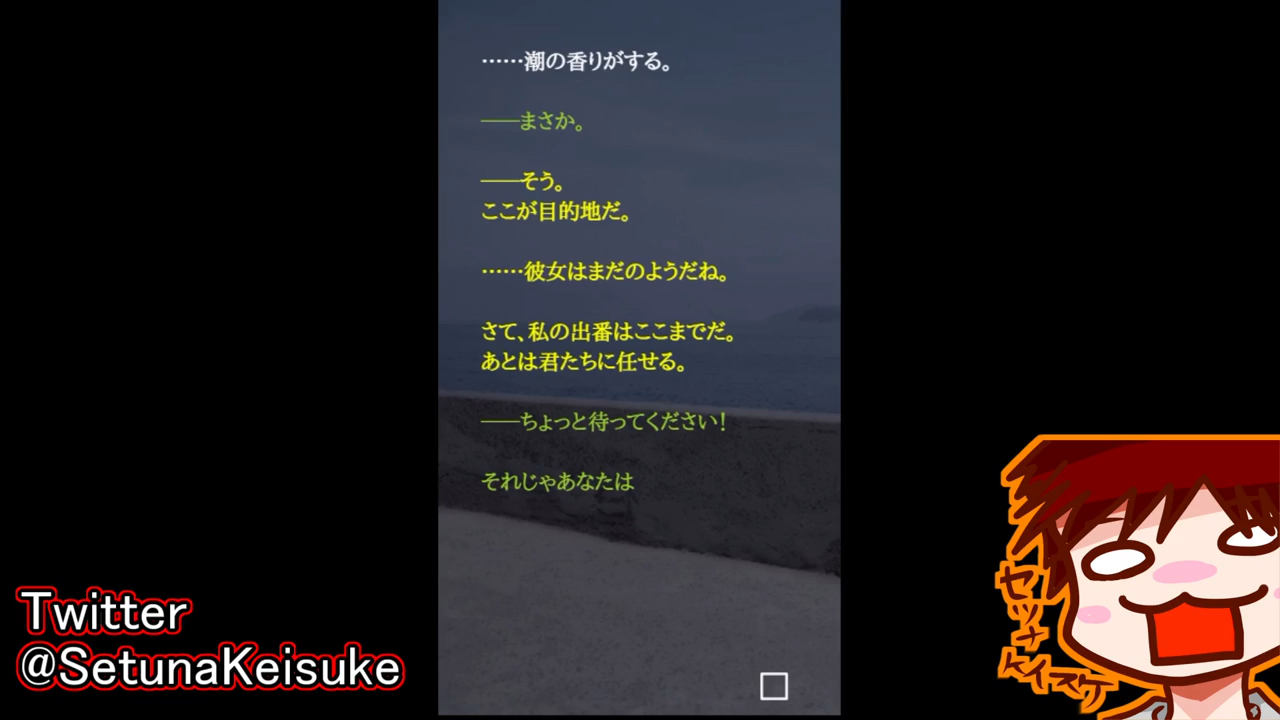 ……潮の香りがする。
――まさか。
――そう。
ここが目的地だ。
……彼女はまだのようだね。
さて、私の出番はここまでだ。
あとは君たちに任せる。
――ちょっと待ってください！
それじゃあなたは
Twitter
@SetunaKeisuke
セツナ
ケイスケ